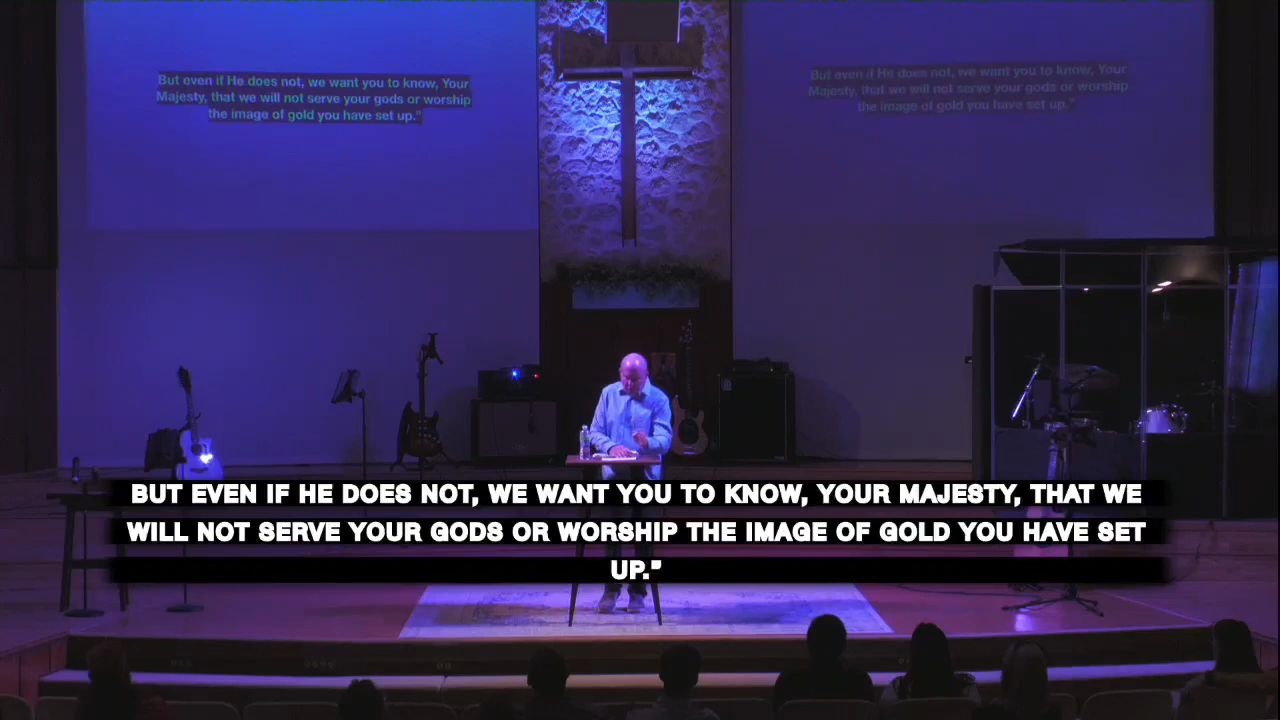 But even if He does not, we want you to know, Your
Majesty, that we will not serve your gods or worship
the image of gold you have set up.”
But even if He does not, we want you to know, Your
Majesty, that we will not serve your gods or worship
the image of gold you have set up.”
BUT EVEN IF HE DOES NOT, WE WANT YOU TO KNOW, YOUR MAJESTY, THAT WE
WILL NOT SERVE YOUR GODS OR WORSHIP THE IMAGE OF GOLD YOU HAVE SET
UP.”